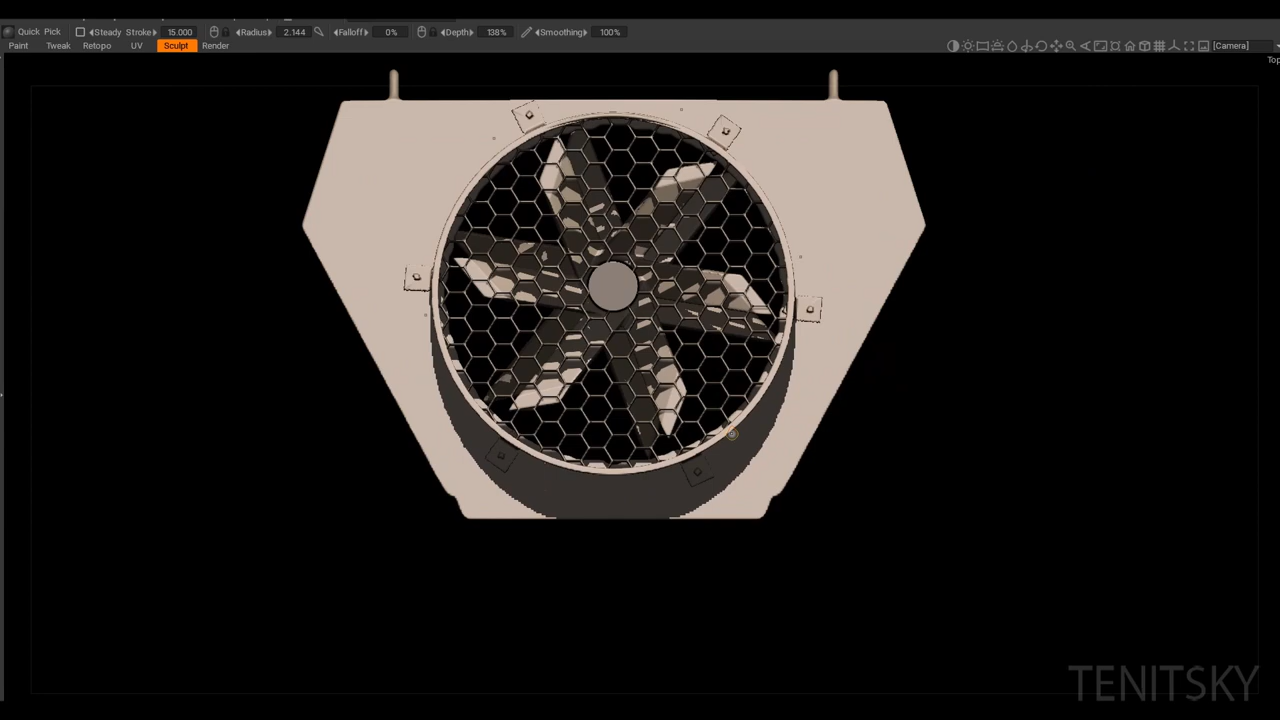 Quick Pick Steady Stroke 15.000 Radius 2.144 Falloff 0% Depth 138% Smoothing 100%
Paint Tweak Retopo UV Sculpt Render [Camera]
Top
TENITSKY